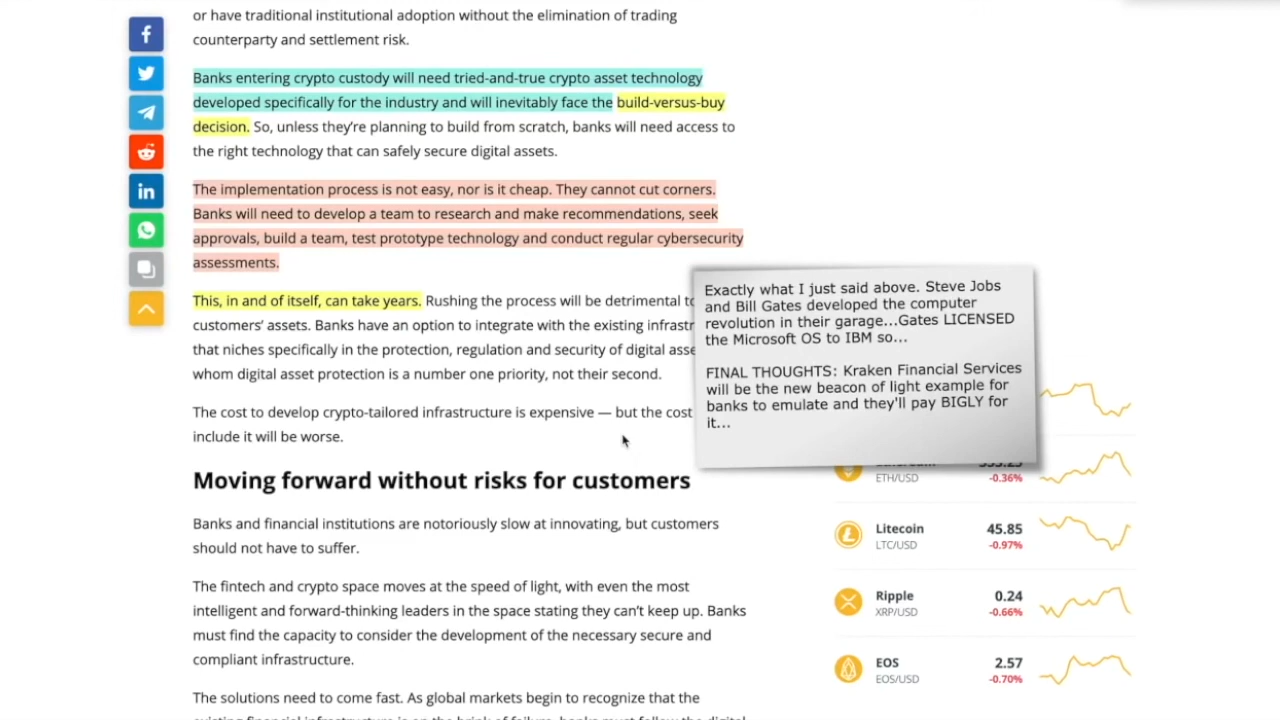 or have traditional institutional adoption without the elimination of trading
counterparty and settlement risk.
Banks entering crypto custody will need tried-and-true crypto asset technology
developed specifically for the industry and will inevitably face the build-versus-buy
decision. So, unless they’re planning to build from scratch, banks will need access to
the right technology that can safely secure digital assets.
The implementation process is not easy, nor is it cheap. They cannot cut corners.
Banks will need to develop a team to research and make recommendations, seek
approvals, build a team, test prototype technology and conduct regular cybersecurity
assessments.
This, in and of itself, can take years. Rushing the process will be detrimental to
customers’ assets. Banks have an option to integrate with the existing infrastr
that niches specifically in the protection, regulation and security of digital asse
whom digital asset protection is a number one priority, not their second.
The cost to develop crypto-tailored infrastructure is expensive — but the cost
include it will be worse.
Exactly what I just said above. Steve Jobs
and Bill Gates developed the computer
revolution in their garage...Gates LICENSED
the Microsoft OS to IBM so...
FINAL THOUGHTS: Kraken Financial Services
will be the new beacon of light example for
banks to emulate and they'll pay BIGLY for
it...
Moving forward without risks for customers
Banks and financial institutions are notoriously slow at innovating, but customers
should not have to suffer.
The fintech and crypto space moves at the speed of light, with even the most
intelligent and forward-thinking leaders in the space stating they can’t keep up. Banks
must find the capacity to consider the development of the necessary secure and
compliant infrastructure.
The solutions need to come fast. As global markets begin to recognize that the
ETH/USD -0.36%
Litecoin 45.85
LTC/USD -0.97%
Ripple 0.24
XRP/USD -0.66%
EOS 2.57
EOS/USD -0.70%